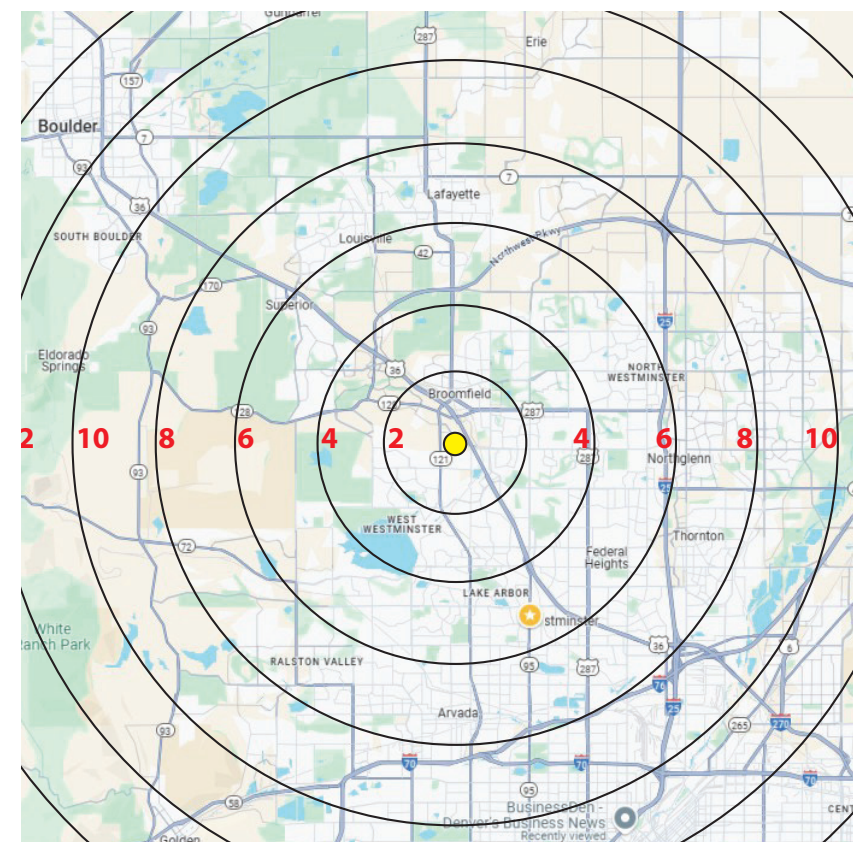 Gunbarrel
287
Erie
157
Boulder
7
93
7
36
Lafayette
SOUTH BOULDER
Louisville
Northwest Pkwy
42
170
Superior
25
93
Eldorado
Springs
36
NORTH
WESTMINSTER
Broomfield
128
128
287
2 10 8 6 4 2 4 6 8 10
121
287
Northglenn
93
25
WEST
WESTMINSTER
72
Thornton
Federal
Heights
LAKE ARBOR
stminster
White
Ranch Park
36
6
RALSTON VALLEY
95
287
70
25
Arvada
93
265
270
70
70
70
95
58
BusinessDen -
Denver's Business News
Recently viewed
CENT
Golden